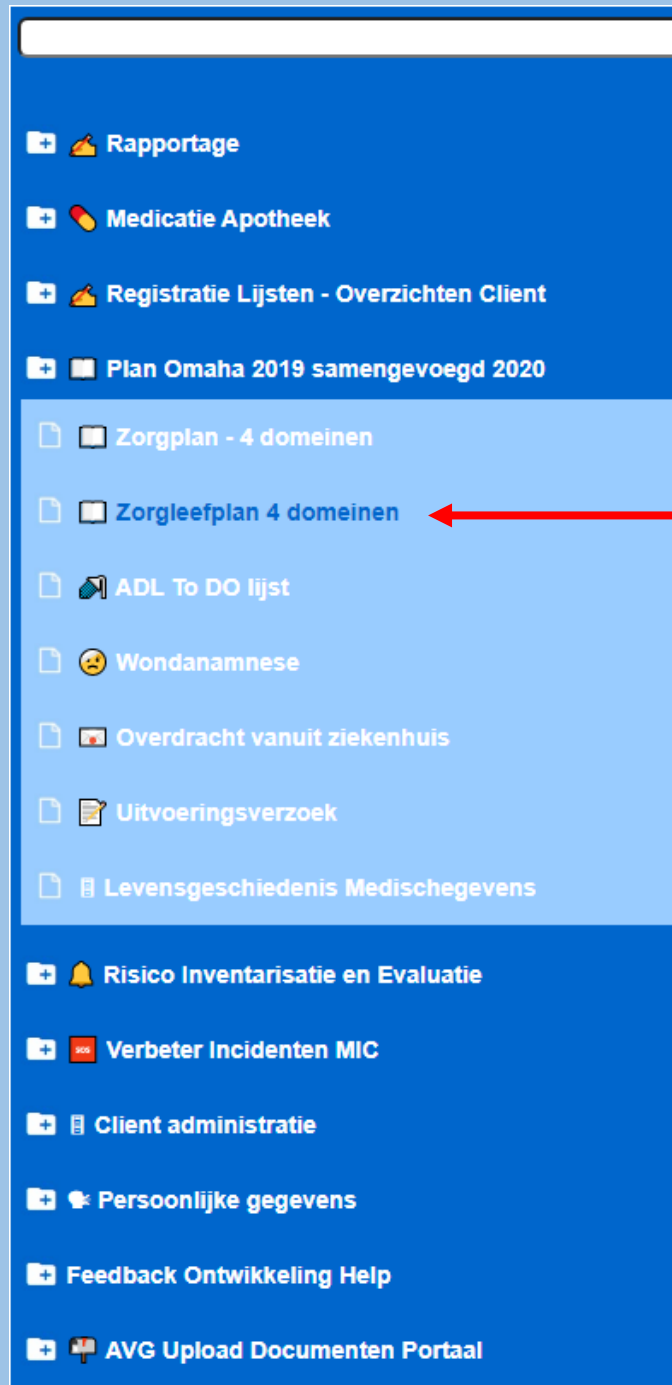 Rapportage
Medicatie Apotheek
Registratie Lijsten - Overzichten Client
Plan Omaha 2019 samengevoegd 2020
Zorgplan - 4 domeinen
Zorgleefplan 4 domeinen
ADL To DO lijst
Wondanamnese
Overdracht vanuit ziekenhuis
Uitvoeringsverzoek
Levensgeschiedenis Medischegevens
Risico Inventarisatie en Evaluatie
SOS Verbeter Incidenten MIC
Client administratie
Persoonlijke gegevens
Feedback Ontwikkeling Help
AVG Upload Documenten Portaal